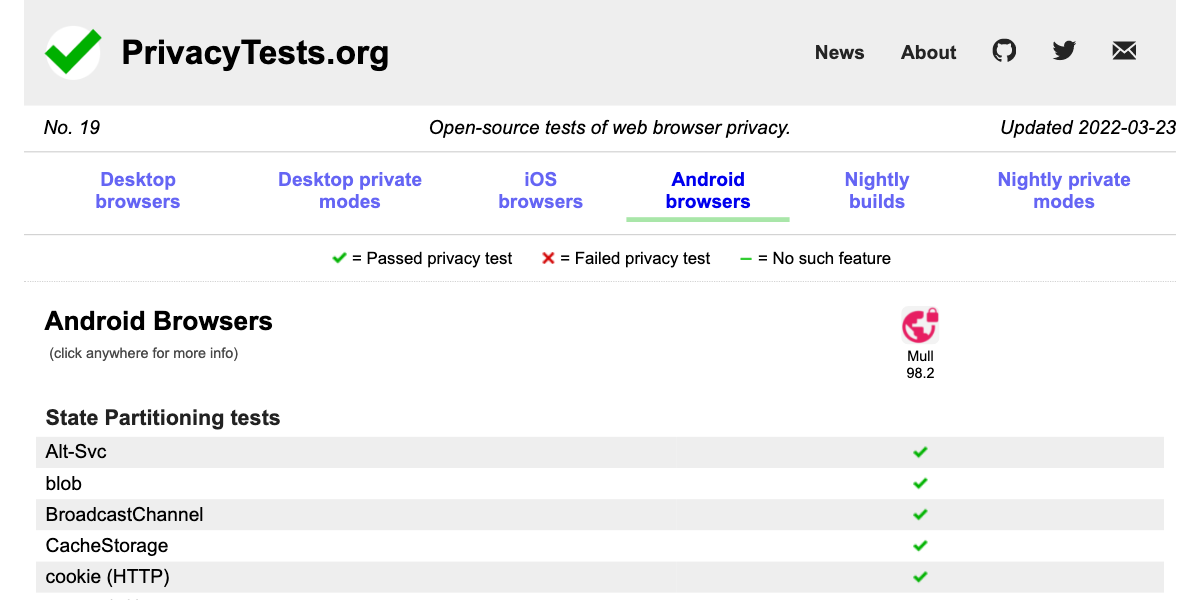 PrivacyTests.org
News About
No. 19 Open-source tests of web browser privacy. Updated 2022-03-23
Desktop browsers Desktop private modes iOS browsers Android browsers Nightly builds Nightly private modes
= Passed privacy test = Failed privacy test = No such feature
Android Browsers
(click anywhere for more info)
Mull
98.2
State Partitioning tests
Alt-Svc
blob
BroadcastChannel
CacheStorage
cookie (HTTP)